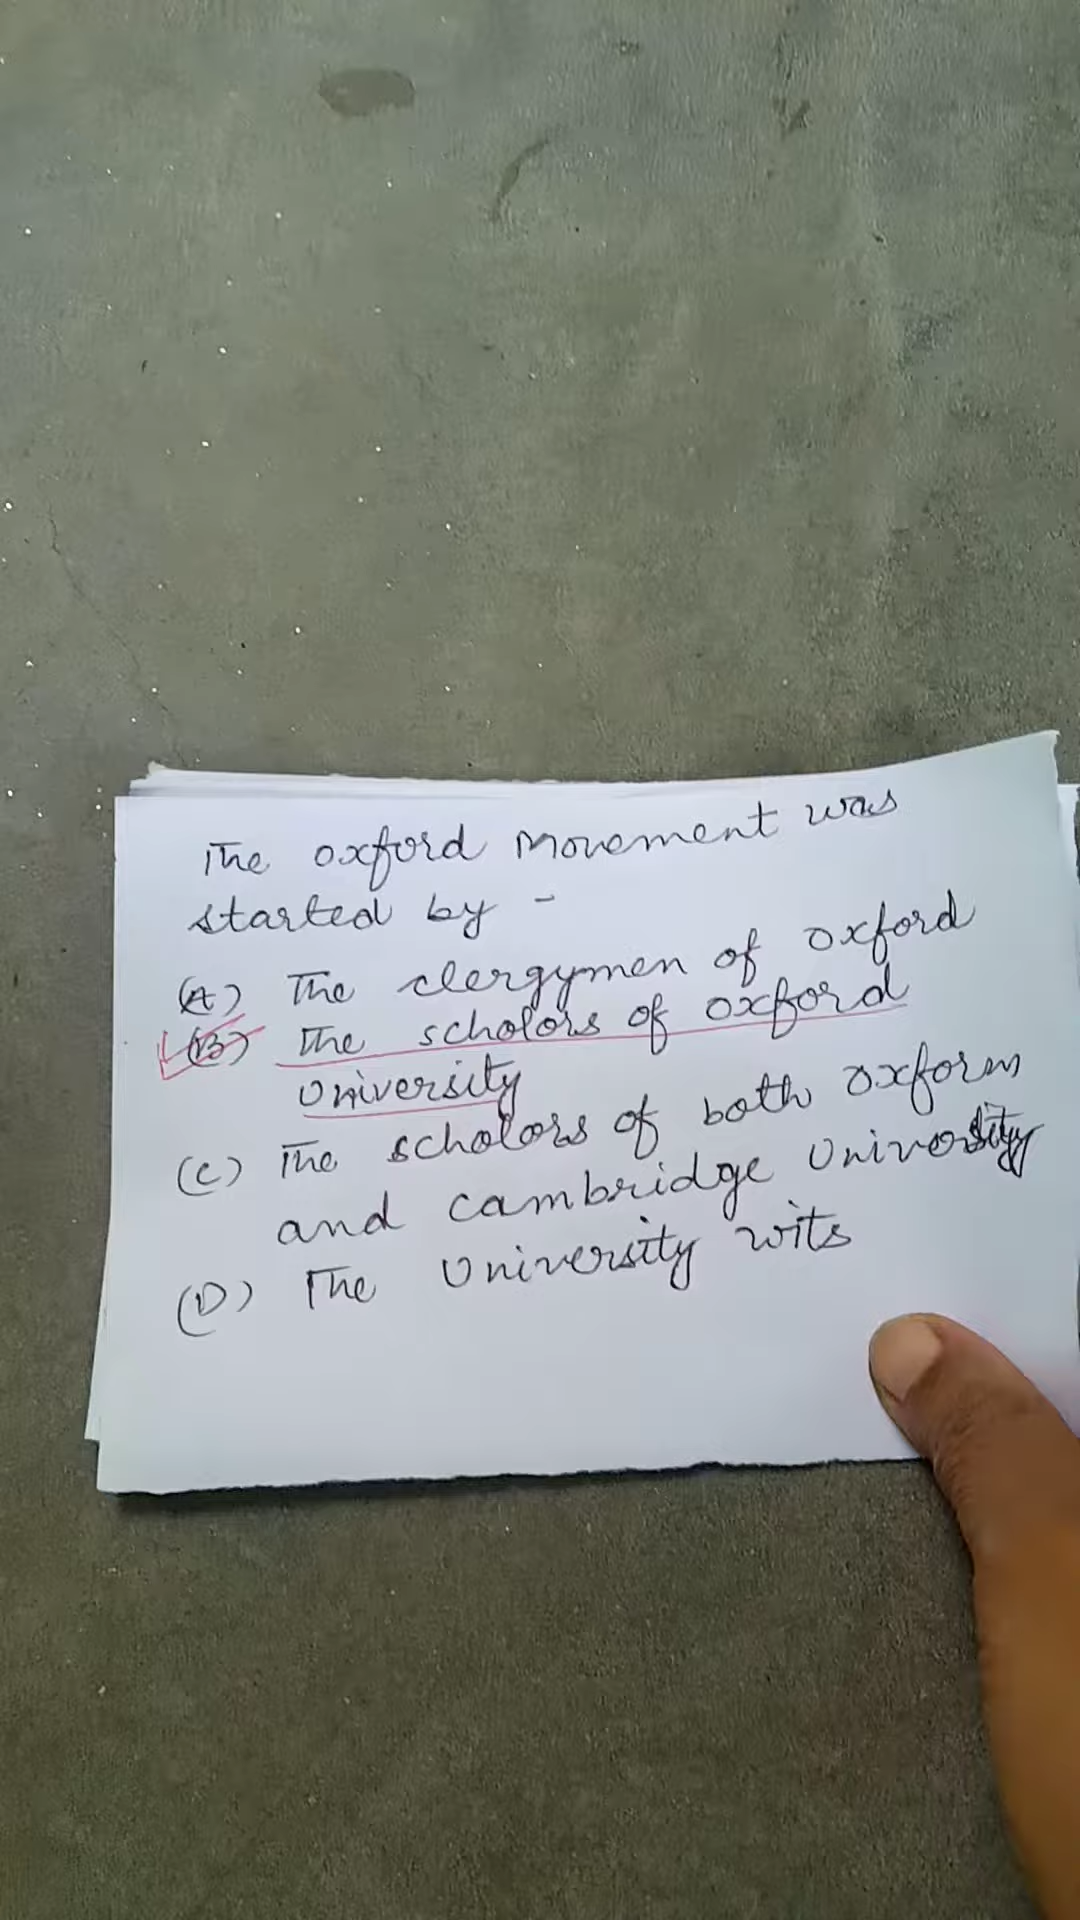 The oxford Movement was
started by -
(A) The clergymen of oxford
(B) The scholors of oxford
University
(C) The scholors of both oxform
and cambridge University
(D) The University wits